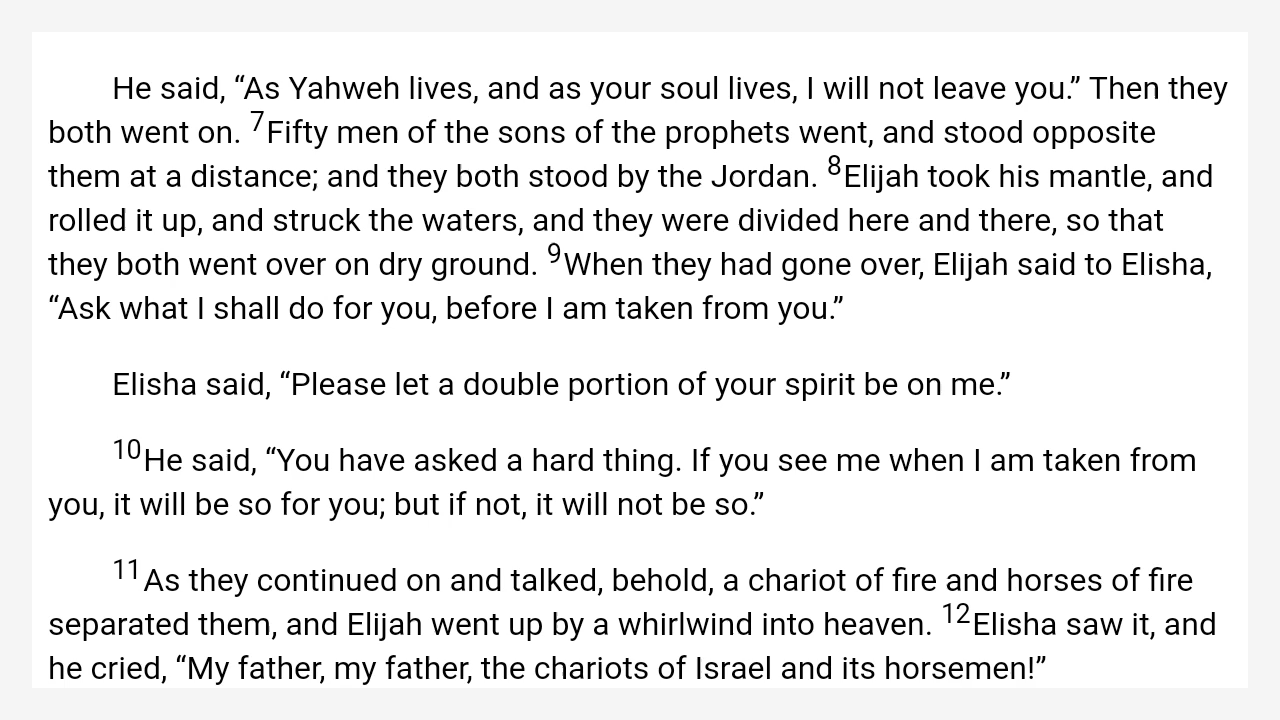 He said, “As Yahweh lives, and as your soul lives, I will not leave you.” Then they
both went on. 7Fifty men of the sons of the prophets went, and stood opposite
them at a distance; and they both stood by the Jordan. 8Elijah took his mantle, and
rolled it up, and struck the waters, and they were divided here and there, so that
they both went over on dry ground. 9When they had gone over, Elijah said to Elisha,
“Ask what I shall do for you, before I am taken from you.”
Elisha said, “Please let a double portion of your spirit be on me.”
10He said, “You have asked a hard thing. If you see me when I am taken from
you, it will be so for you; but if not, it will not be so.”
11As they continued on and talked, behold, a chariot of fire and horses of fire
separated them, and Elijah went up by a whirlwind into heaven. 12Elisha saw it, and
he cried, “My father, my father, the chariots of Israel and its horsemen!”